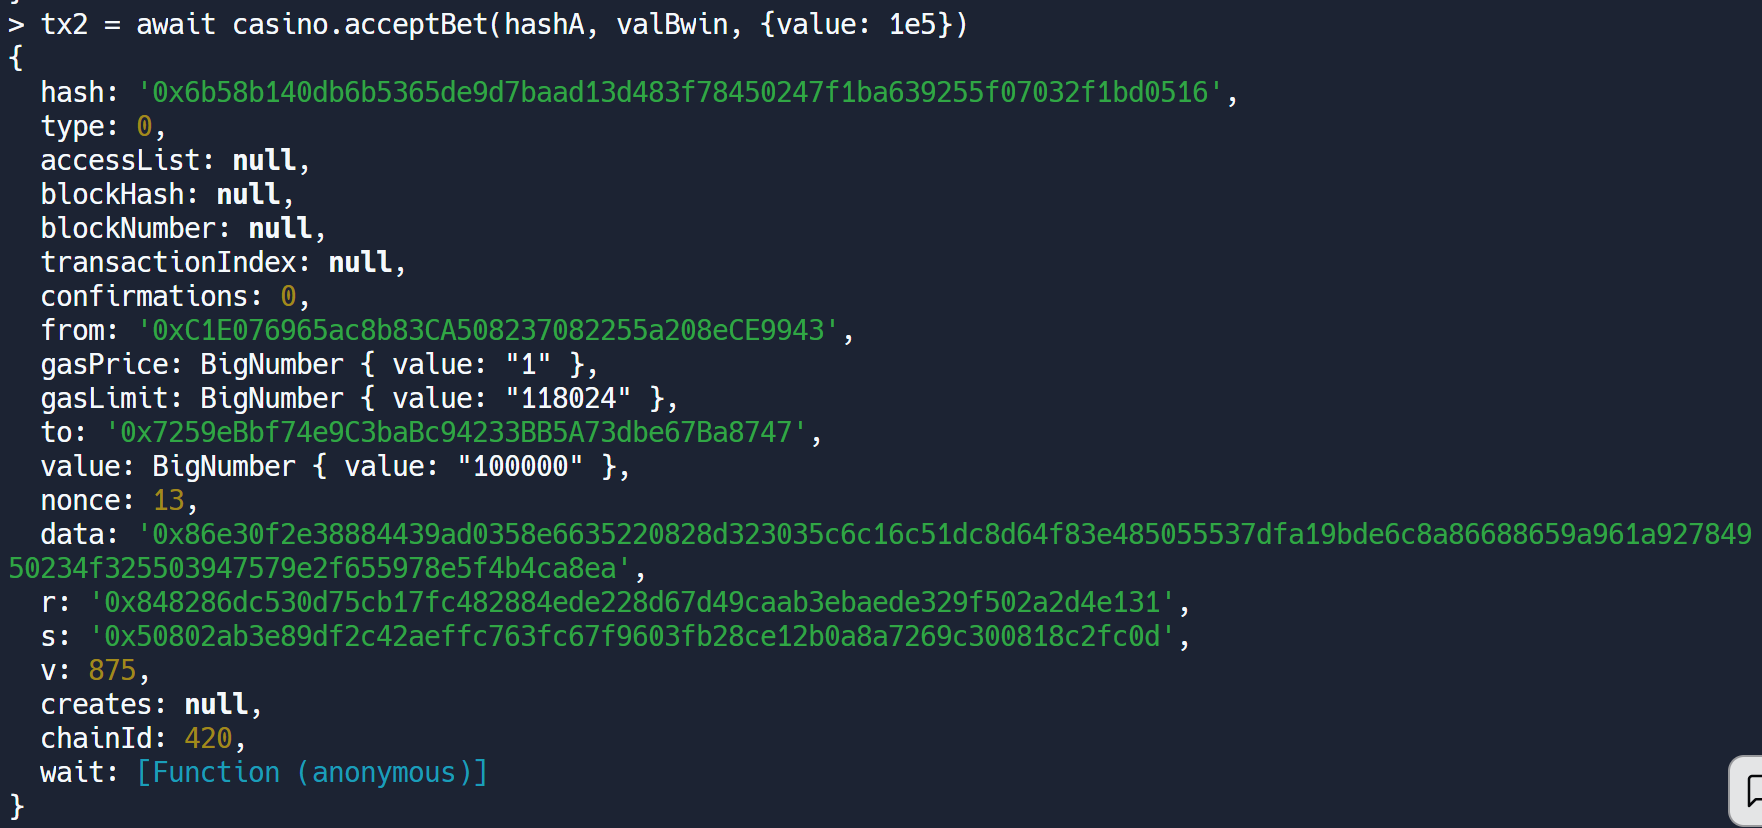 > tx2 = await casino.acceptBet(hashA, valBwin, {value: 1e5})
{
  hash: '0x6b58b140db6b5365de9d7baad13d483f78450247f1ba639255f07032f1bd0516',
  type: 0,
  accessList: null,
  blockHash: null,
  blockNumber: null,
  transactionIndex: null,
  confirmations: 0,
  from: '0xC1E076965ac8b83CA508237082255a208eCE9943',
  gasPrice: BigNumber { value: "1" },
  gasLimit: BigNumber { value: "118024" },
  to: '0x7259eBbf74e9C3baBc94233BB5A73dbe67Ba8747',
  value: BigNumber { value: "100000" },
  nonce: 13,
  data: '0x86e30f2e38884439ad0358e6635220828d323035c6c16c51dc8d64f83e485055537dfa19bde6c8a86688659a961a927849
50234f325503947579e2f655978e5f4b4ca8ea',
  r: '0x848286dc530d75cb17fc482884ede228d67d49caab3ebaede329f502a2d4e131',
  s: '0x50802ab3e89df2c42aeffc763fc67f9603fb28ce12b0a8a7269c300818c2fc0d',
  v: 875,
  creates: null,
  chainId: 420,
  wait: [Function (anonymous)]
}